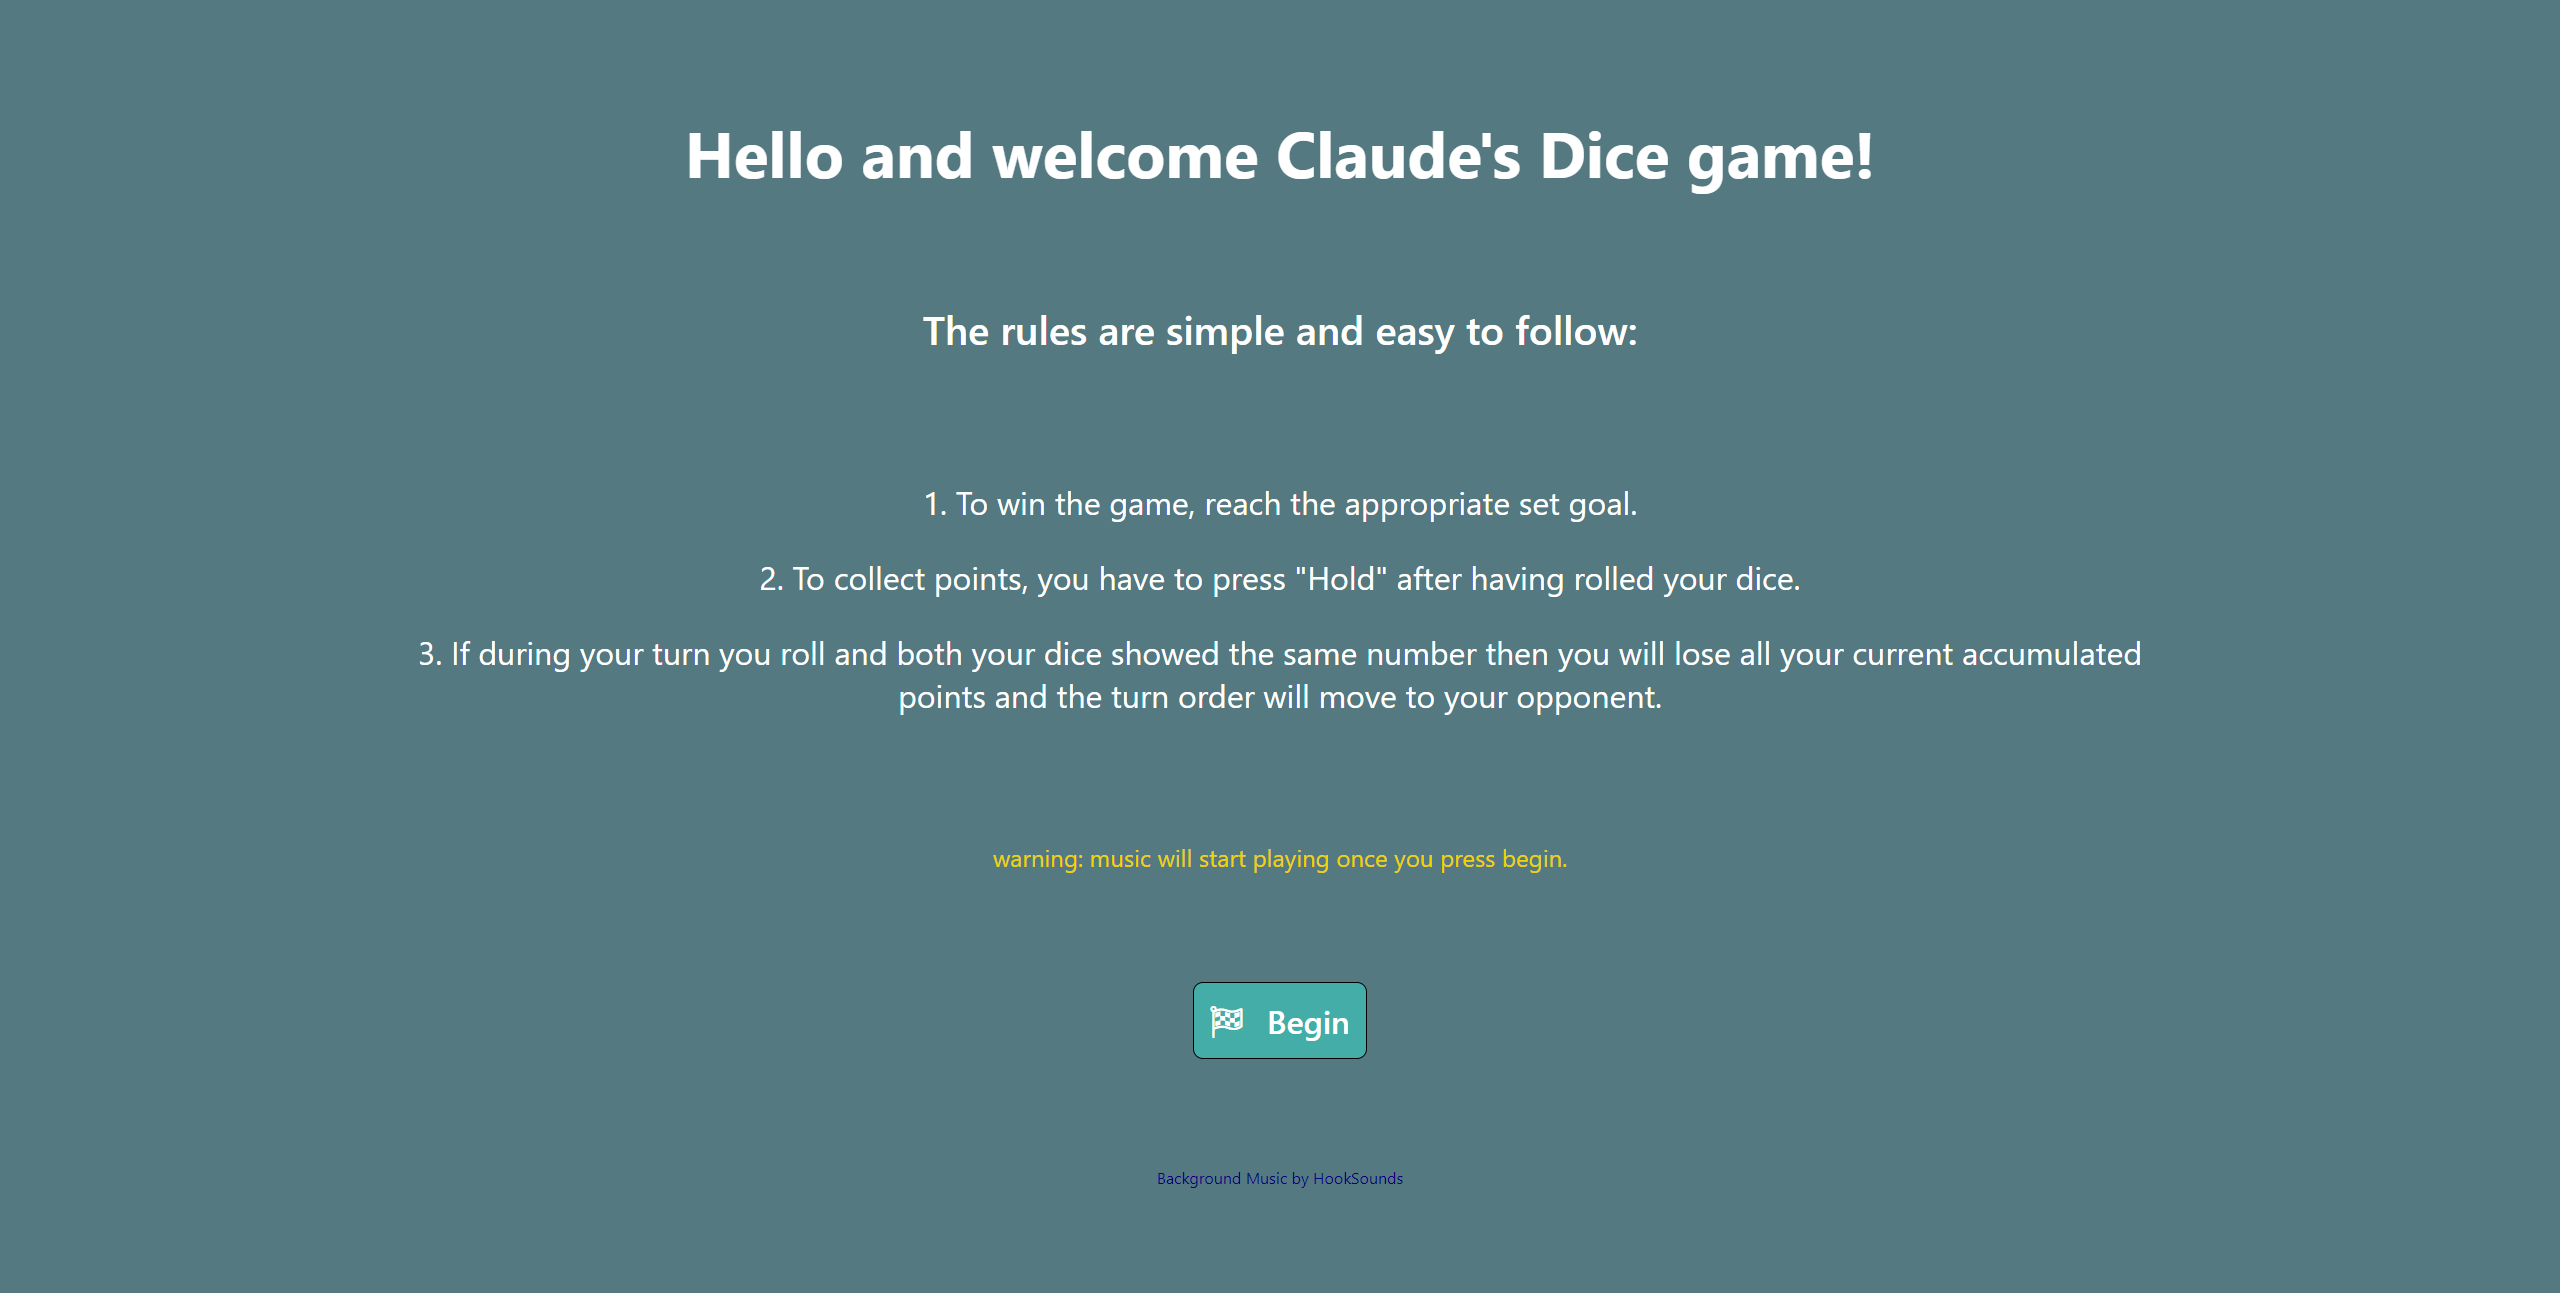 Hello and welcome Claude's Dice game!
The rules are simple and easy to follow:
1. To win the game, reach the appropriate set goal.
2. To collect points, you have to press "Hold" after having rolled your dice.
3. If during your turn you roll and both your dice showed the same number then you will lose all your current accumulated
points and the turn order will move to your opponent.
warning: music will start playing once you press begin.
Begin
Background Music by HookSounds